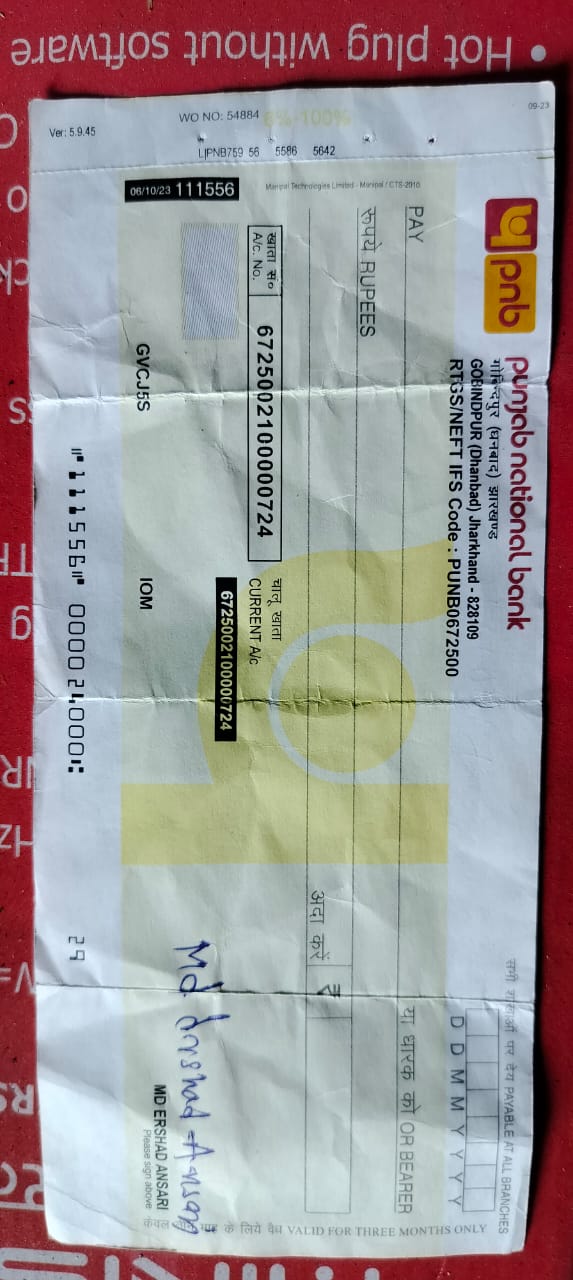 • Hot plug without software
WO NO: 54884
09-23
Ver: 5.9.45
LIPNB759 56 5586 5642
06/10/23 111556
Manipal Technologies Limited - Manipal / CTS-2010
pnb
punjab national bank
गोबिन्दपुर (धनबाद) झारखण्ड
GOBINDPUR (Dhanbad) Jharkhand - 828109
RTGS/NEFT IFS Code : PUNB0672500
सभी शाखाओं पर देय PAYABLE AT ALL BRANCHES
D D M M Y Y Y Y
PAY
या धारक को OR BEARER
रूपये RUPEES
अदा करें ₹
खाता सं०
A/c. No.
6725002100000724
चालू खाता
CURRENT A/c
6725002100000724
GVCJ5S
IOM
Md Ershad Ansari
MD ERSHAD ANSARI
Please sign above
के लिये वैध VALID FOR THREE MONTHS ONLY
⑈111556⑈ 000024000⑆ 29